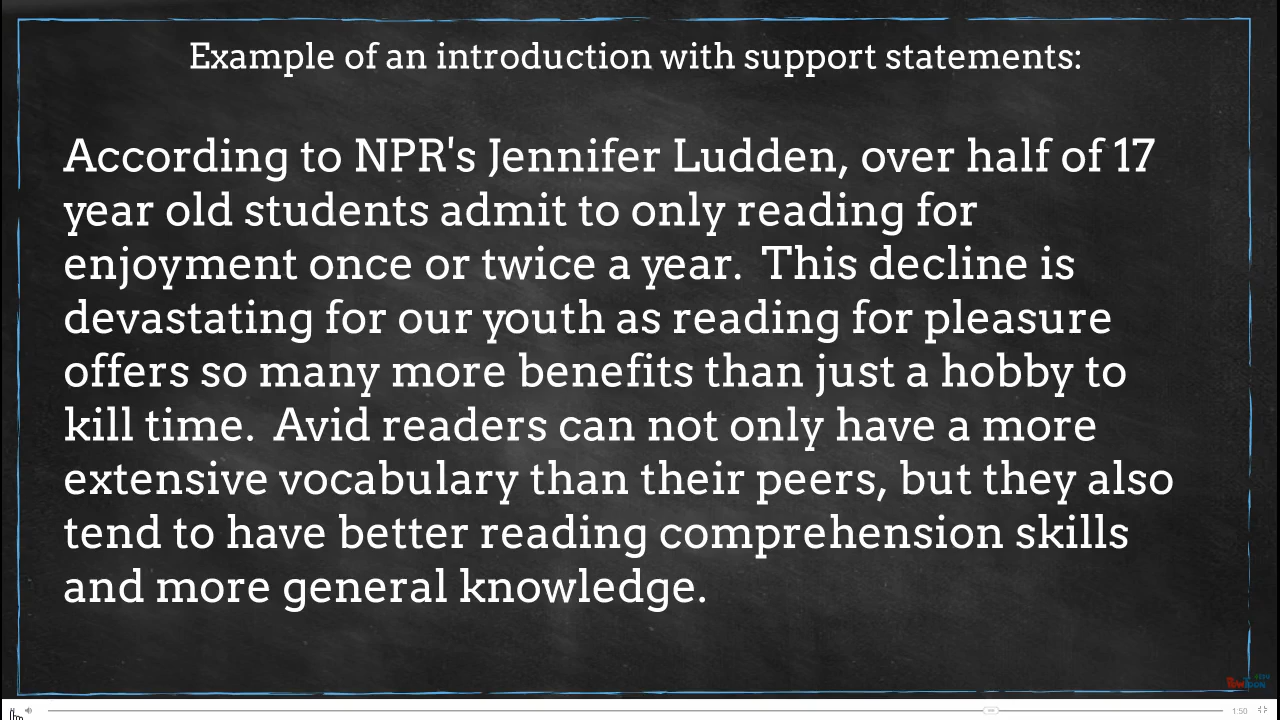 Example of an introduction with support statements:
According to NPR's Jennifer Ludden, over half of 17
year old students admit to only reading for
enjoyment once or twice a year.  This decline is
devastating for our youth as reading for pleasure
offers so many more benefits than just a hobby to
kill time.  Avid readers can not only have a more
extensive vocabulary than their peers, but they also
tend to have better reading comprehension skills
and more general knowledge.
1:50